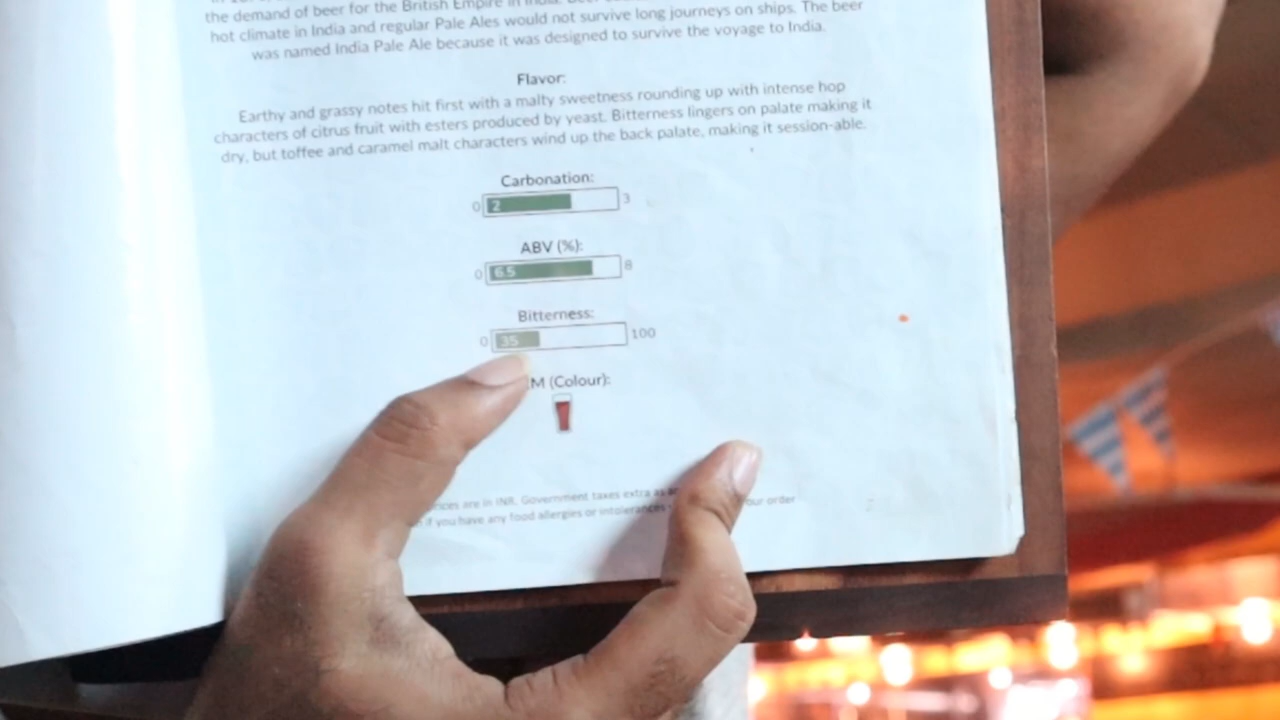 the demand of beer for the British Empire in India.
hot climate in India and regular Pale Ales would not survive long journeys on ships. The beer
was named India Pale Ale because it was designed to survive the voyage to India.
Flavor:
Earthy and grassy notes hit first with a malty sweetness rounding up with intense hop
characters of citrus fruit with esters produced by yeast. Bitterness lingers on palate making it
dry, but toffee and caramel malt characters wind up the back palate, making it session-able.
Carbonation:
0 2 3
ABV (%):
0 6.5 8
Bitterness:
0 35 100
M (Colour):
are in INR. Government taxes extra as order
if you have any food allergies or intolerances